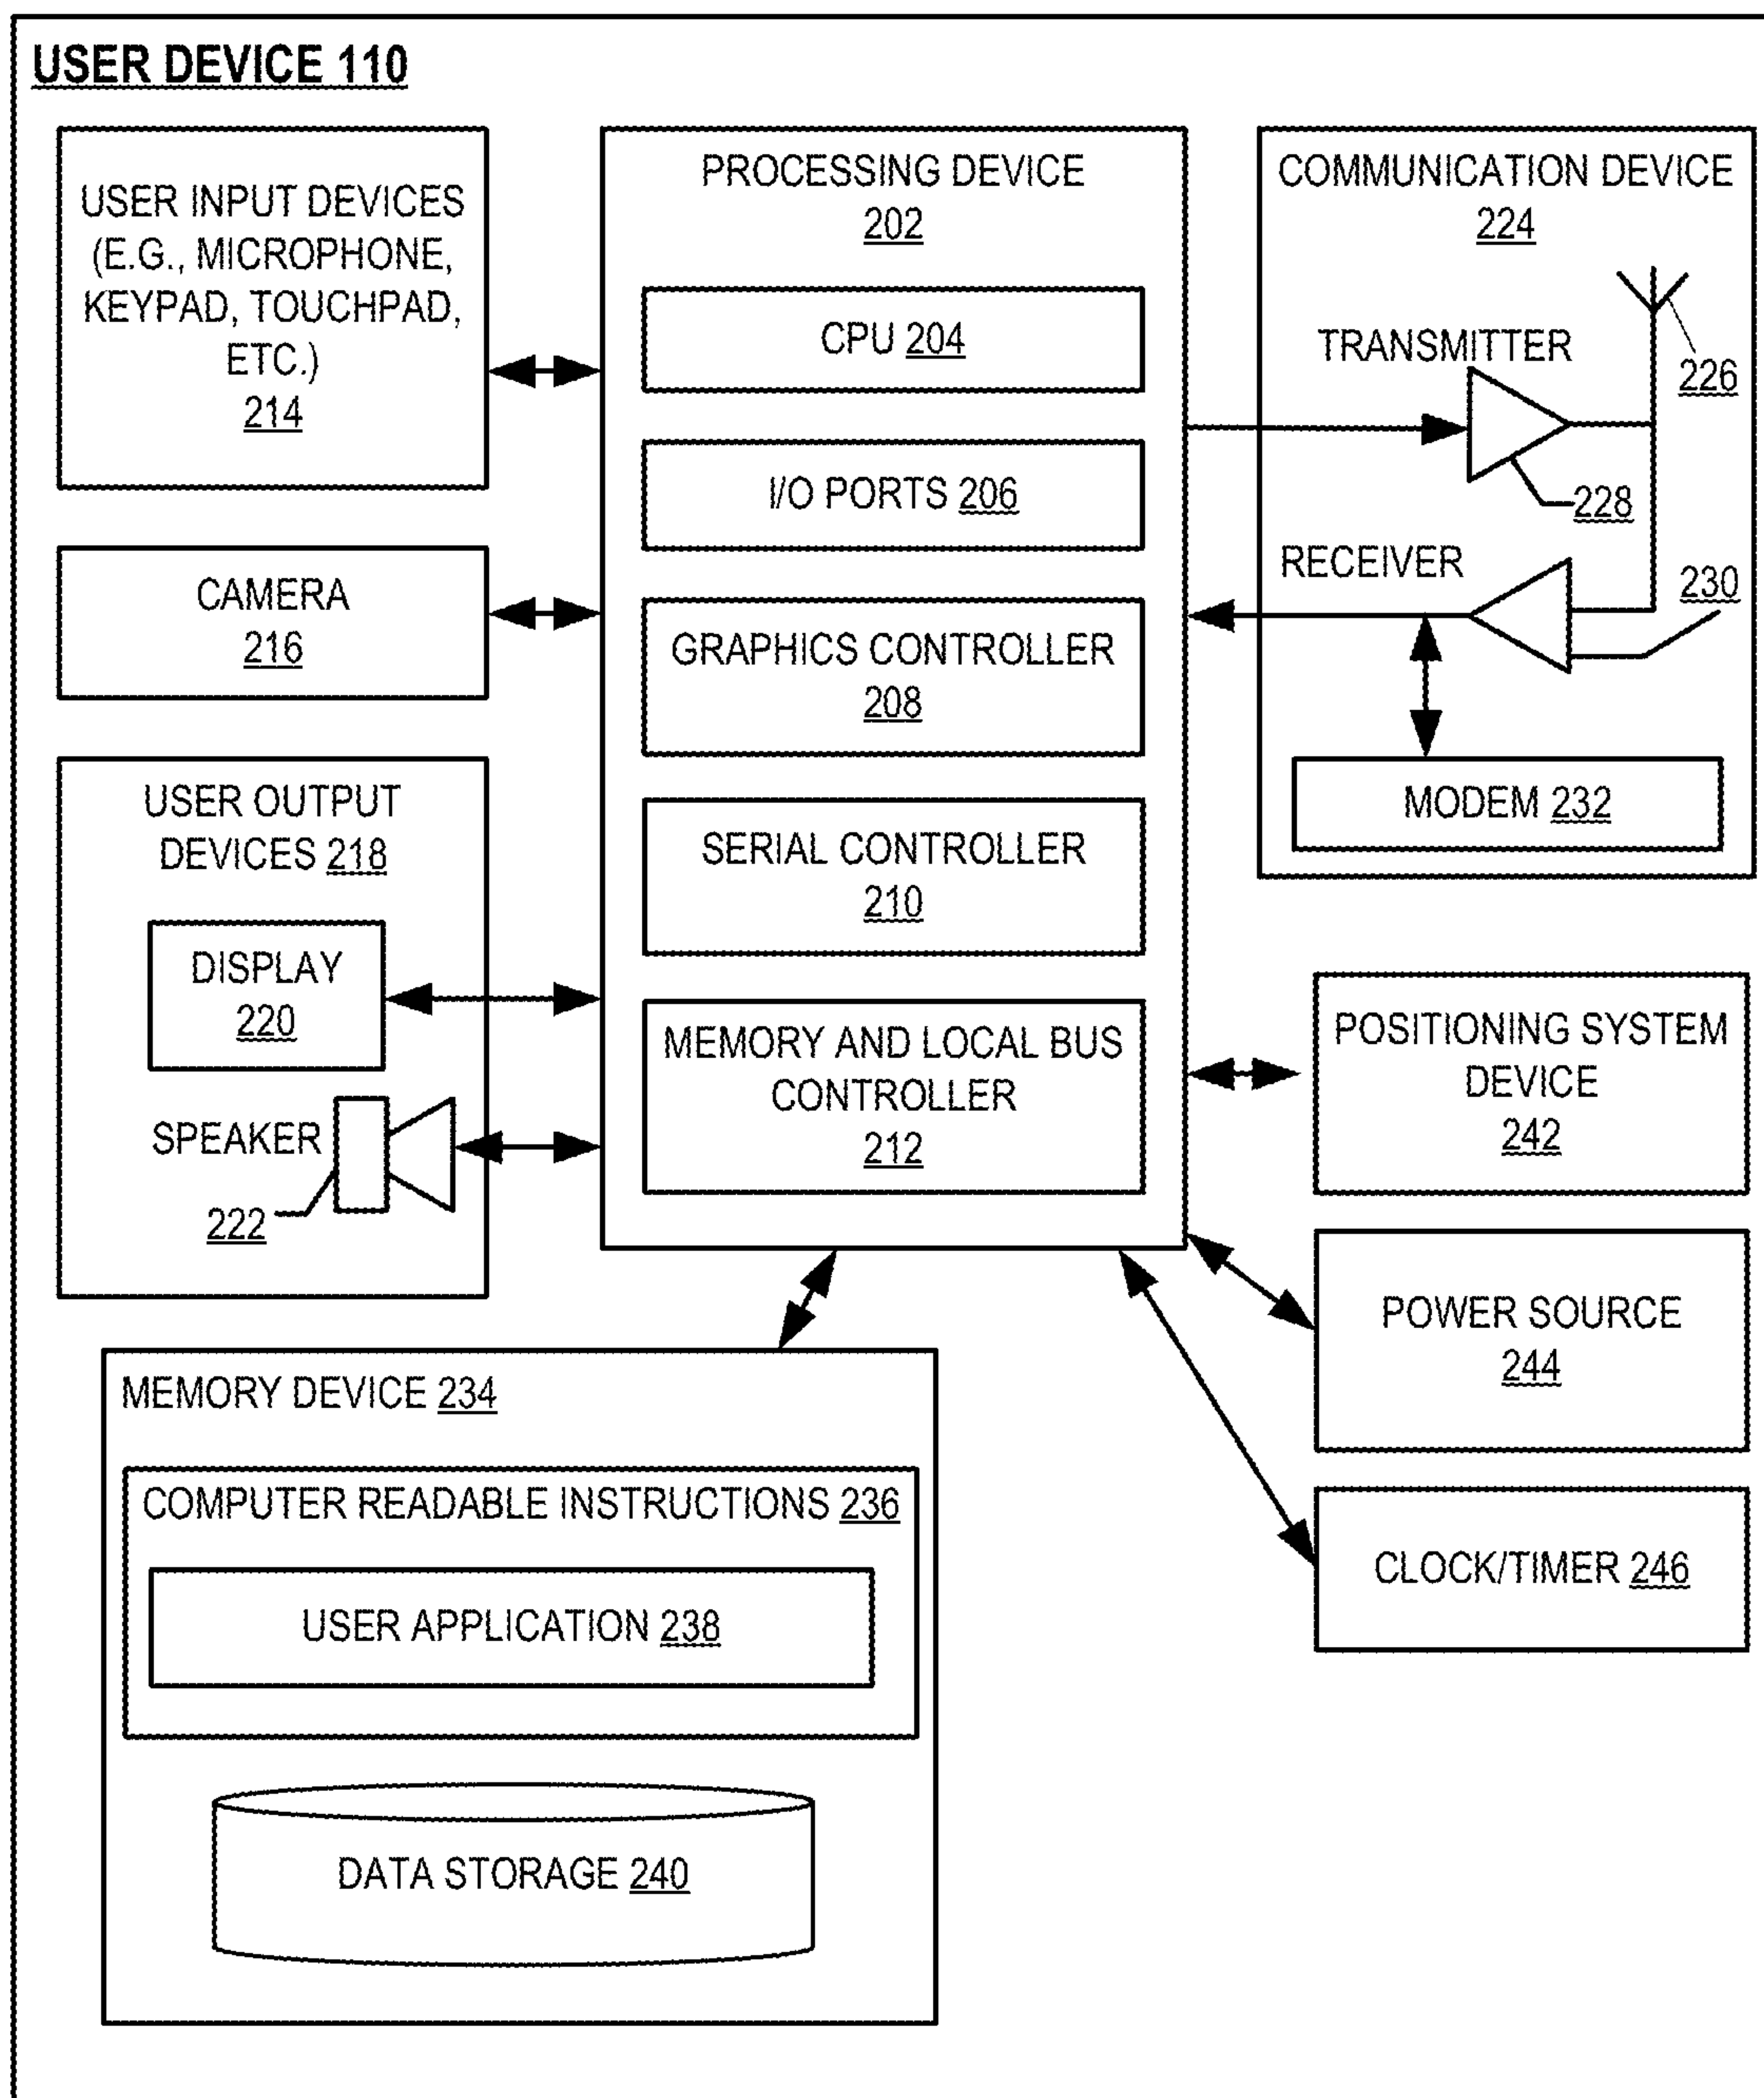 USER DEVICE 110
USER INPUT DEVICES
(E.G., MICROPHONE,
KEYPAD, TOUCHPAD,
ETC.)
214
CAMERA
216
USER OUTPUT
DEVICES 218
DISPLAY
220
SPEAKER
222
PROCESSING DEVICE
202
CPU 204
I/O PORTS 206
GRAPHICS CONTROLLER
208
SERIAL CONTROLLER
210
MEMORY AND LOCAL BUS
CONTROLLER
212
COMMUNICATION DEVICE
224
226
TRANSMITTER
228
RECEIVER
230
MODEM 232
POSITIONING SYSTEM
DEVICE
242
POWER SOURCE
244
CLOCK/TIMER 246
MEMORY DEVICE 234
COMPUTER READABLE INSTRUCTIONS 236
USER APPLICATION 238
DATA STORAGE 240